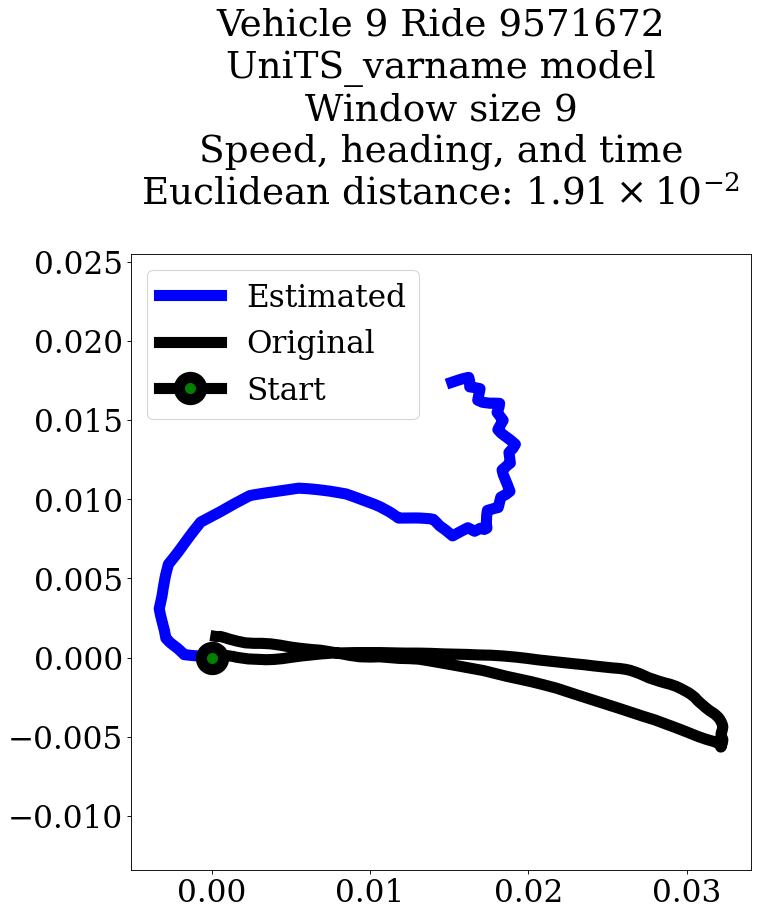 Vehicle 9 Ride 9571672
UniTS_varname model
Window size 9
Speed, heading, and time
Euclidean distance: 1.91 × 10⁻²
0.025
0.020
0.015
0.010
0.005
0.000
−0.005
−0.010
Estimated
Original
Start
0.00 0.01 0.02 0.03